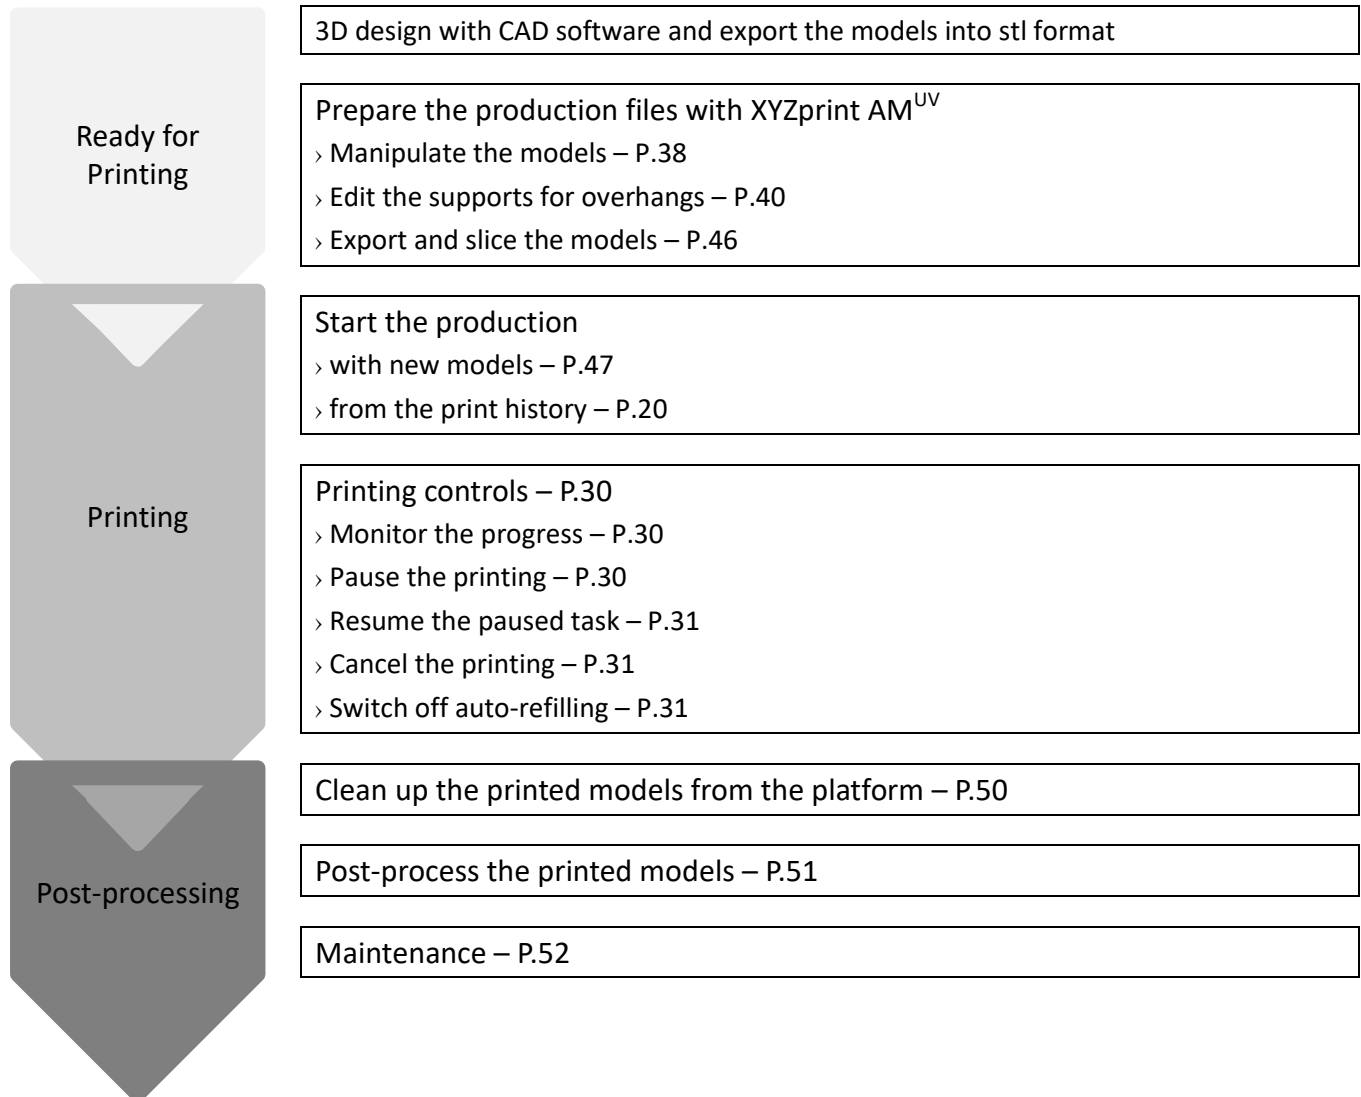 3D design with CAD software and export the models into stl format
Ready for
Printing
Prepare the production files with XYZprint AM^UV
› Manipulate the models – P.38
› Edit the supports for overhangs – P.40
› Export and slice the models – P.46
Printing
Start the production
› with new models – P.47
› from the print history – P.20
Printing controls – P.30
› Monitor the progress – P.30
› Pause the printing – P.30
› Resume the paused task – P.31
› Cancel the printing – P.31
› Switch off auto-refilling – P.31
Post-processing
Clean up the printed models from the platform – P.50
Post-process the printed models – P.51
Maintenance – P.52